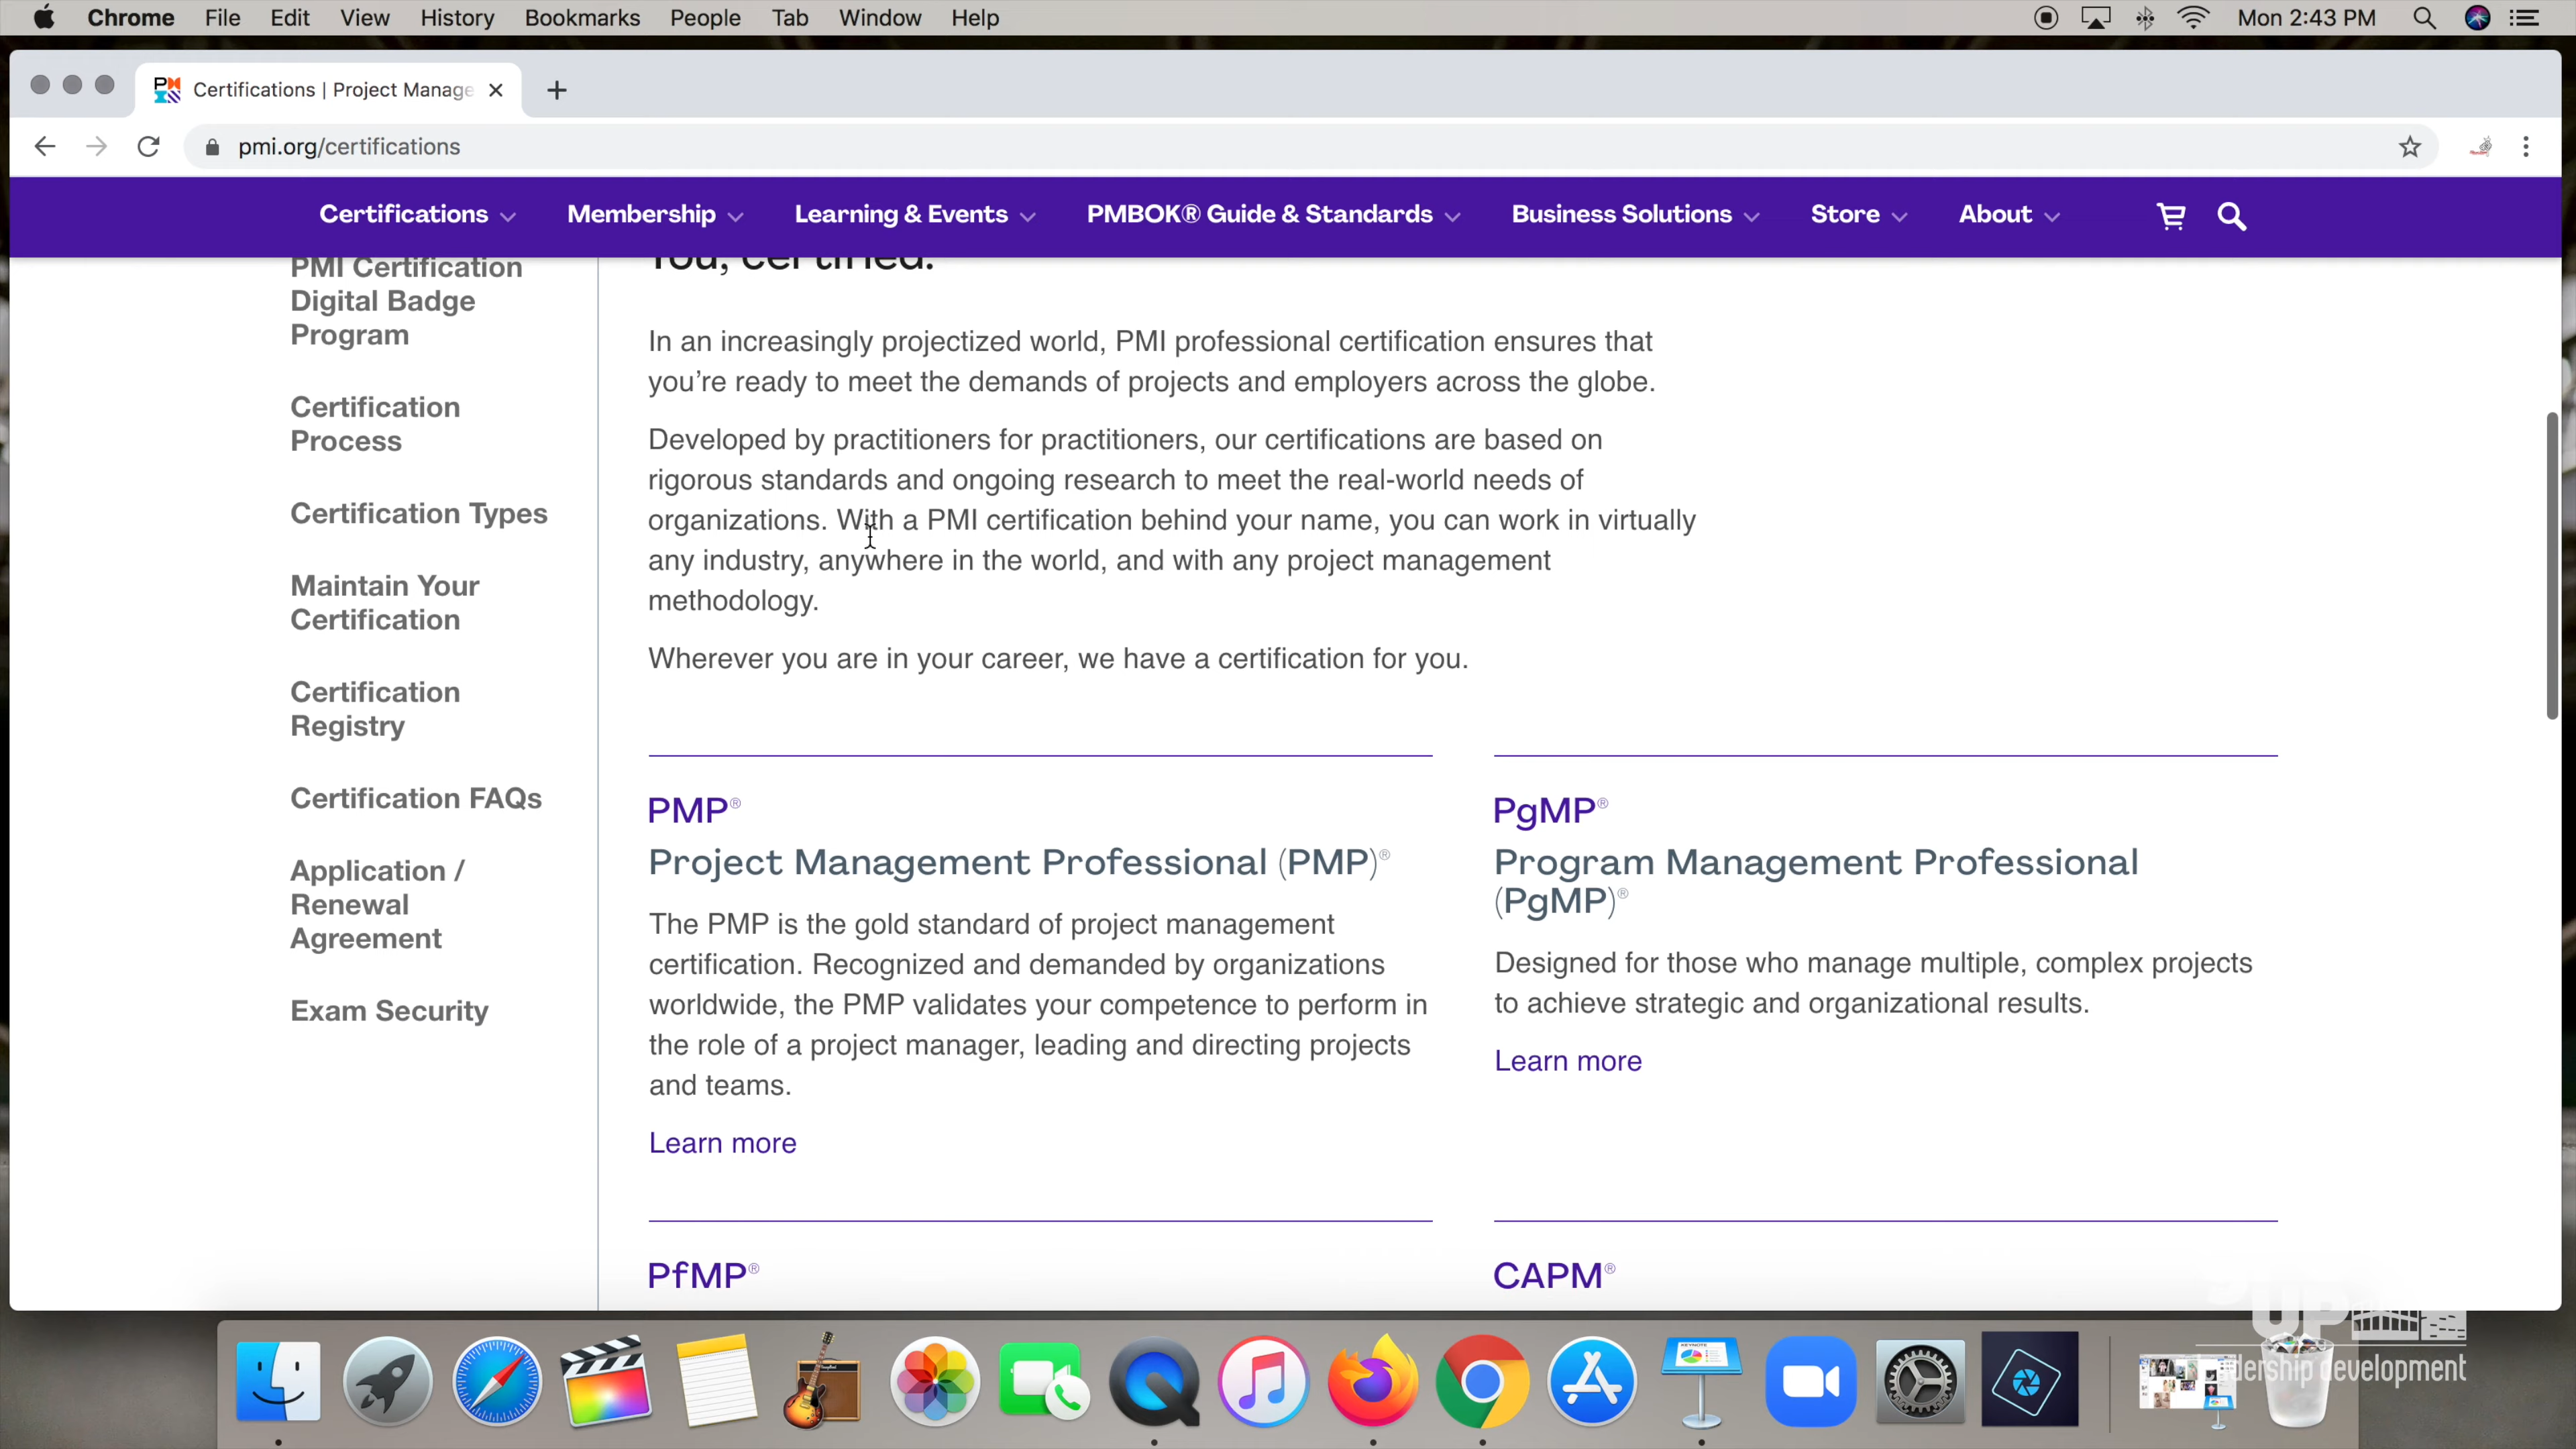 Chrome File Edit View History Bookmarks People Tab Window Help Mon 2:43 PM
Certifications | Project Manage
pmi.org/certifications
Certifications Membership Learning & Events PMBOK® Guide & Standards Business Solutions Store About
PMI Certification
Digital Badge
Program
Certification
Process
Certification Types
Maintain Your
Certification
Certification
Registry
Certification FAQs
Application /
Renewal
Agreement
Exam Security
You, certified.
In an increasingly projectized world, PMI professional certification ensures that
you're ready to meet the demands of projects and employers across the globe.
Developed by practitioners for practitioners, our certifications are based on
rigorous standards and ongoing research to meet the real-world needs of
organizations. With a PMI certification behind your name, you can work in virtually
any industry, anywhere in the world, and with any project management
methodology.
Wherever you are in your career, we have a certification for you.
PMP®
Project Management Professional (PMP)®
The PMP is the gold standard of project management
certification. Recognized and demanded by organizations
worldwide, the PMP validates your competence to perform in
the role of a project manager, leading and directing projects
and teams.
Learn more
PgMP®
Program Management Professional
(PgMP)®
Designed for those who manage multiple, complex projects
to achieve strategic and organizational results.
Learn more
PfMP®
CAPM®
KEYNOTE
UP
dership development